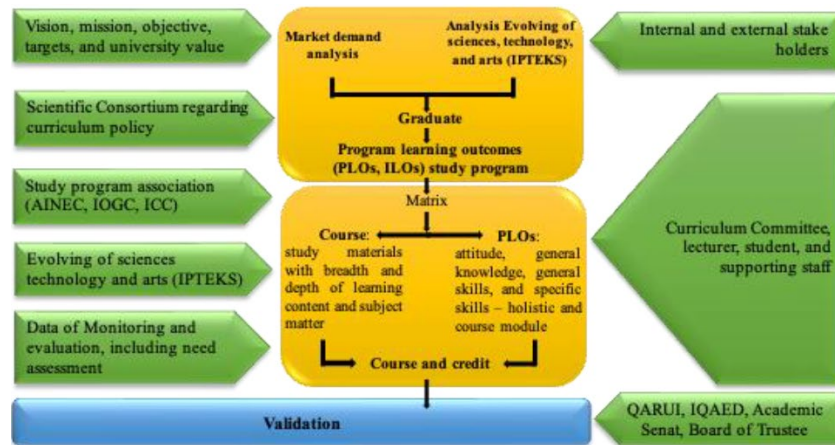 Vision, mission, objective,
targets, and university value
Scientific Consortium regarding
curriculum policy
Study program association
(AINEC, IOGC, ICC)
Evolving of sciences
technology and arts (IPTEKS)
Data of Monitoring and
evaluation, including need
assessment
Market demand
analysis
Analysis Evolving of
sciences, technology,
and arts (IPTEKS)
Graduate
Program learning outcomes
(PLOs, ILOs) study program
Matrix
Course:
study materials
with breadth and
depth of learning
content and subject
matter
PLOs:
attitude, general
knowledge, general
skills, and specific
skills – holistic and
course module
Course and credit
Validation
Internal and external stake
holders
Curriculum Committee,
lecturer, student, and
supporting staff
QARUI, IQAED, Academic
Senat, Board of Trustee